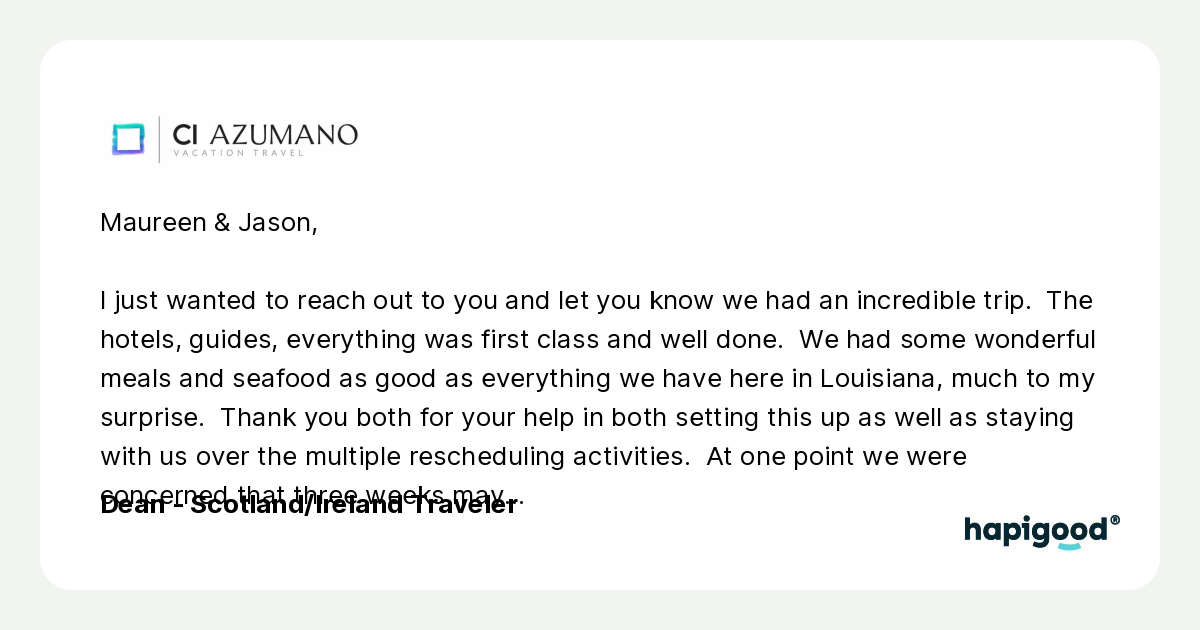 CI AZUMANO
VACATION TRAVEL
Maureen & Jason,
I just wanted to reach out to you and let you know we had an incredible trip.  The
hotels, guides, everything was first class and well done.  We had some wonderful
meals and seafood as good as everything we have here in Louisiana, much to my
surprise.  Thank you both for your help in both setting this up as well as staying
with us over the multiple rescheduling activities.  At one point we were
concerned that three weeks may...
Dean - Scotland/Ireland Traveler
hapigood®